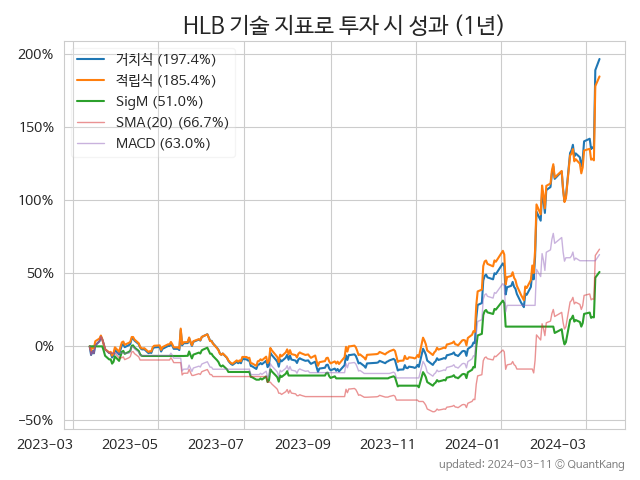 HLB 기술 지표로 투자 시 성과 (1년)
거치식 (197.4%)
적립식 (185.4%)
SigM (51.0%)
SMA(20) (66.7%)
MACD (63.0%)
200%
150%
100%
50%
0%
−50%
2023-03 2023-05 2023-07 2023-09 2023-11 2024-01 2024-03
updated: 2024-03-11 © QuantKang